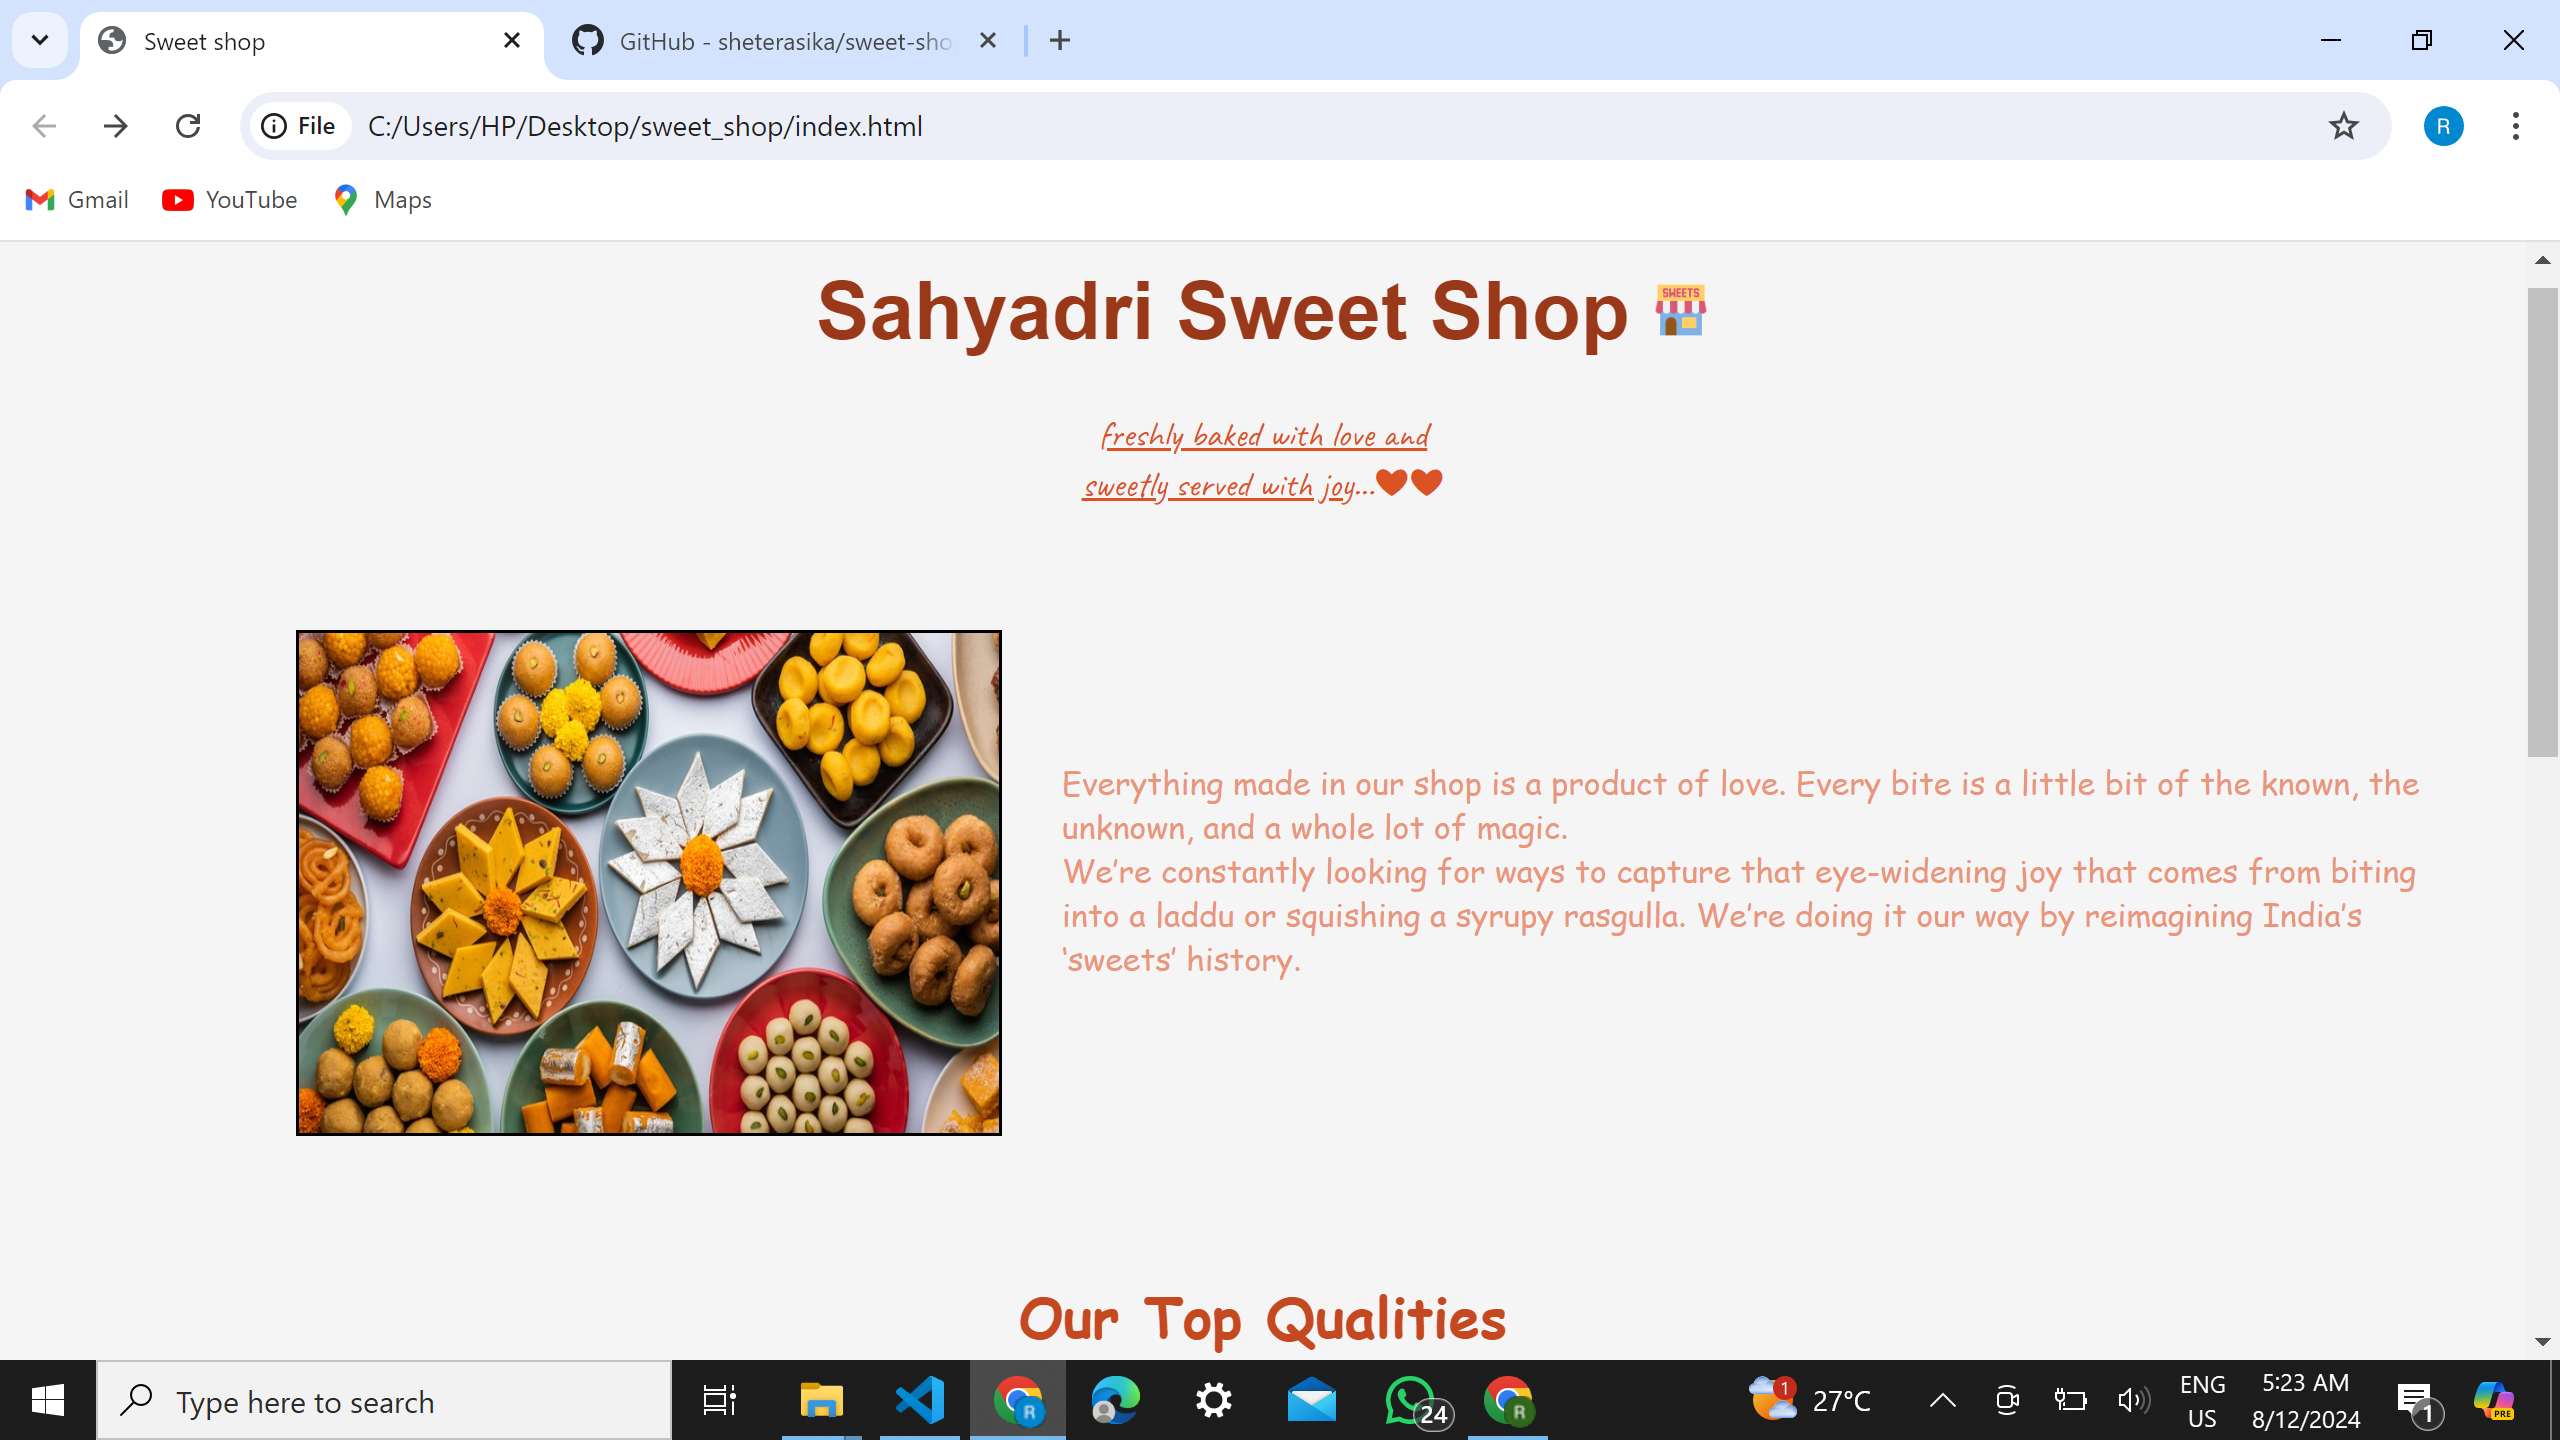 Sweet shop
GitHub - sheterasika/sweet-sho
File
C:/Users/HP/Desktop/sweet_shop/index.html
R
Gmail
YouTube
Maps
Sahyadri Sweet Shop
SWEETS
freshly baked with love and
sweetly served with joy...
Everything made in our shop is a product of love. Every bite is a little bit of the known, the
unknown, and a whole lot of magic.
We’re constantly looking for ways to capture that eye-widening joy that comes from biting
into a laddu or squishing a syrupy rasgulla. We’re doing it our way by reimagining India’s
‘sweets’ history.
Our Top Qualities
Type here to search
R
24
R
1
27°C
ENG
US
5:23 AM
8/12/2024
1
PRE